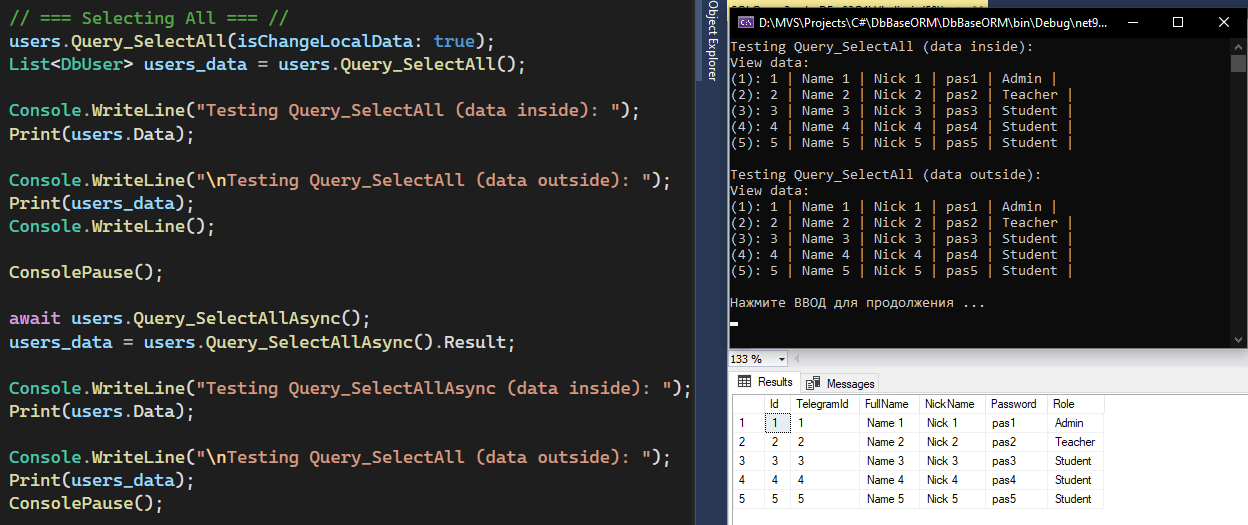 // === Selecting All === //
users.Query_SelectAll(isChangeLocalData: true);
List<DbUser> users_data = users.Query_SelectAll();
Console.WriteLine("Testing Query_SelectAll (data inside): ");
Print(users.Data);
Console.WriteLine("\nTesting Query_SelectAll (data outside): ");
Print(users_data);
Console.WriteLine();
ConsolePause();
await users.Query_SelectAllAsync();
users_data = users.Query_SelectAllAsync().Result;
Console.WriteLine("Testing Query_SelectAllAsync (data inside): ");
Print(users.Data);
Console.WriteLine("\nTesting Query_SelectAll (data outside): ");
Print(users_data);
ConsolePause();
Object Explorer
D:\MVS\Projects\C#\DbBaseORM\DbBaseORM\bin\Debug\net9...
Testing Query_SelectAll (data inside):
View data:
(1): 1 | Name 1 | Nick 1 | pas1 | Admin |
(2): 2 | Name 2 | Nick 2 | pas2 | Teacher |
(3): 3 | Name 3 | Nick 3 | pas3 | Student |
(4): 4 | Name 4 | Nick 4 | pas4 | Student |
(5): 5 | Name 5 | Nick 5 | pas5 | Student |
Testing Query_SelectAll (data outside):
View data:
(1): 1 | Name 1 | Nick 1 | pas1 | Admin |
(2): 2 | Name 2 | Nick 2 | pas2 | Teacher |
(3): 3 | Name 3 | Nick 3 | pas3 | Student |
(4): 4 | Name 4 | Nick 4 | pas4 | Student |
(5): 5 | Name 5 | Nick 5 | pas5 | Student |
Нажмите ВВОД для продолжения ...
133 %
Results Messages
Id TelegramId FullName NickName Password Role
1 1 1 Name 1 Nick 1 pas1 Admin
2 2 2 Name 2 Nick 2 pas2 Teacher
3 3 3 Name 3 Nick 3 pas3 Student
4 4 4 Name 4 Nick 4 pas4 Student
5 5 5 Name 5 Nick 5 pas5 Student